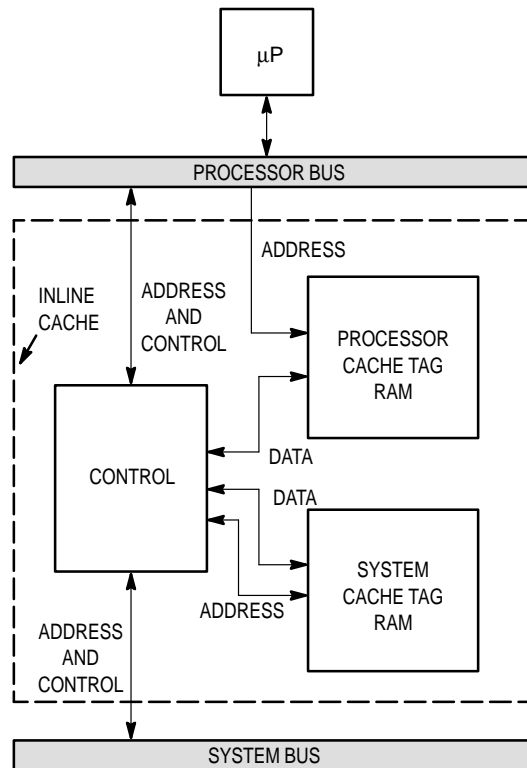 μP
PROCESSOR BUS
ADDRESS
INLINE
CACHE
ADDRESS
AND
CONTROL
PROCESSOR
CACHE TAG
RAM
CONTROL
DATA
DATA
SYSTEM
CACHE TAG
RAM
ADDRESS
ADDRESS
AND
CONTROL
SYSTEM BUS